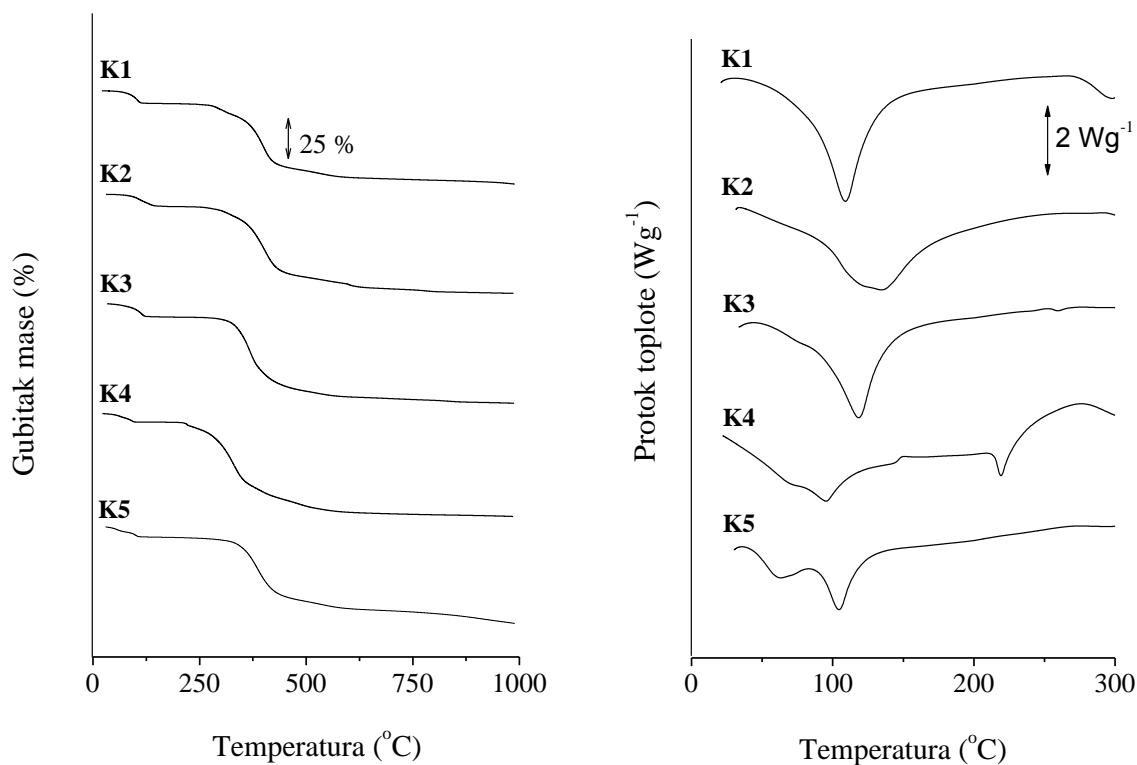 Gubitak mase (%)
K1
25 %
K2
K3
K4
K5
0 250 500 750 1000
Temperatura (°C)
Protok toplote (Wg⁻¹)
K1
2 Wg⁻¹
K2
K3
K4
K5
0 100 200 300
Temperatura (°C)